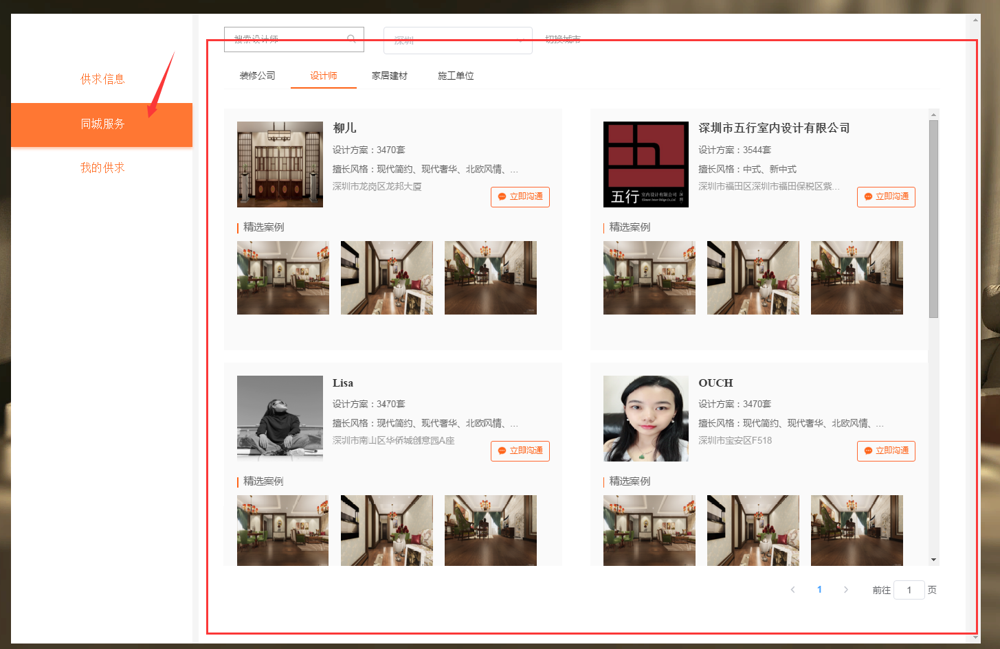 搜索设计师
深圳
切换城市
供求信息
同城服务
我的供求
装修公司
设计师
家居建材
施工单位
柳儿
设计方案：3470套
擅长风格：现代简约、现代奢华、北欧风情、...
深圳市龙岗区龙邦大厦
立即沟通
精选案例
深圳市五行室内设计有限公司
设计方案：3544套
擅长风格：中式、新中式
深圳市福田区深圳市福田保税区紫...
立即沟通
五行
室内设计有限公司
深圳
精选案例
Lisa
设计方案：3470套
擅长风格：现代简约、现代奢华、北欧风情、...
深圳市南山区华侨城创意园A座
立即沟通
精选案例
OUCH
设计方案：3470套
擅长风格：现代简约、现代奢华、北欧风情、...
深圳市宝安区F518
立即沟通
精选案例
1
前往 1 页